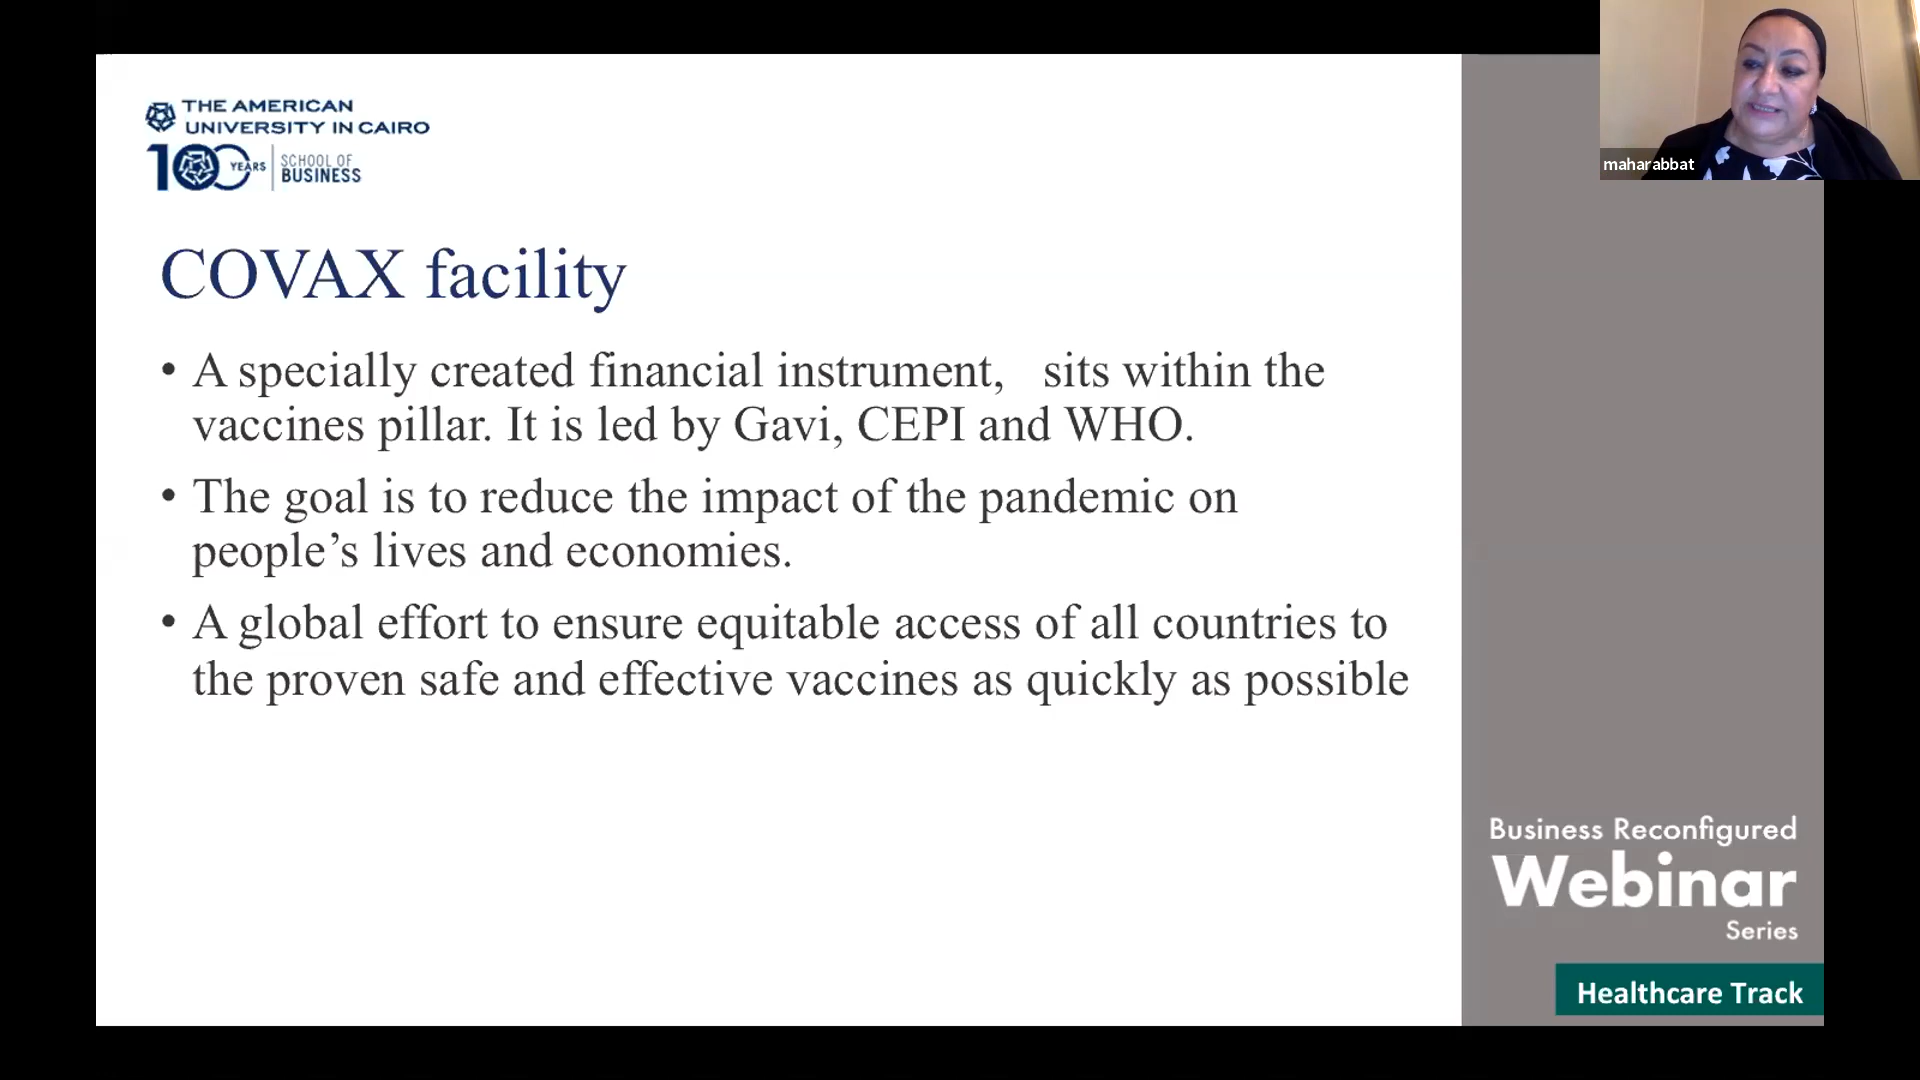 THE AMERICAN
UNIVERSITY IN CAIRO
100 YEARS
SCHOOL OF
BUSINESS
maharabbat
COVAX facility
• A specially created financial instrument, sits within the
vaccines pillar. It is led by Gavi, CEPI and WHO.
• The goal is to reduce the impact of the pandemic on
people’s lives and economies.
• A global effort to ensure equitable access of all countries to
the proven safe and effective vaccines as quickly as possible
Business Reconfigured
Webinar
Series
Healthcare Track